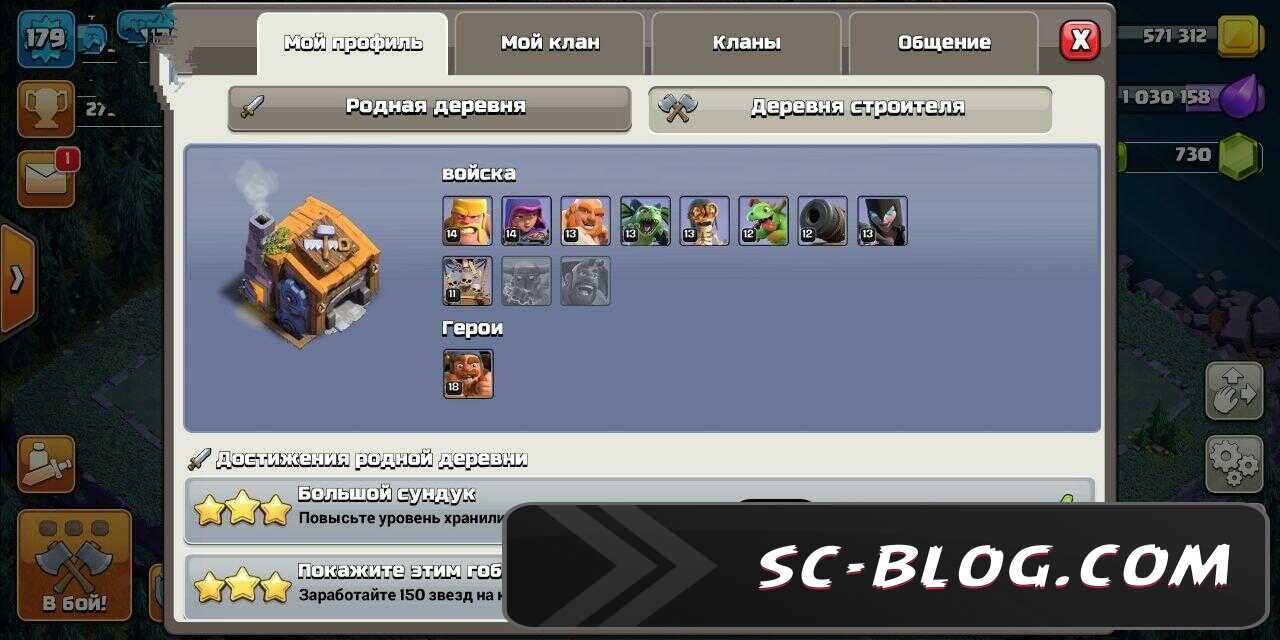 179
Мой профиль
Мой клан
Кланы
Общение
X
571 312
Родная деревня
Деревня строителя
1 030 158
1
730
войска
14
14
13
13
13
12
12
13
11
Герои
18
Достижения родной деревни
Большой сундук
Повысьте уровень хранили
Покажите этим гоб
Заработайте 150 звезд на
В бой!
SC-BLOG.COM